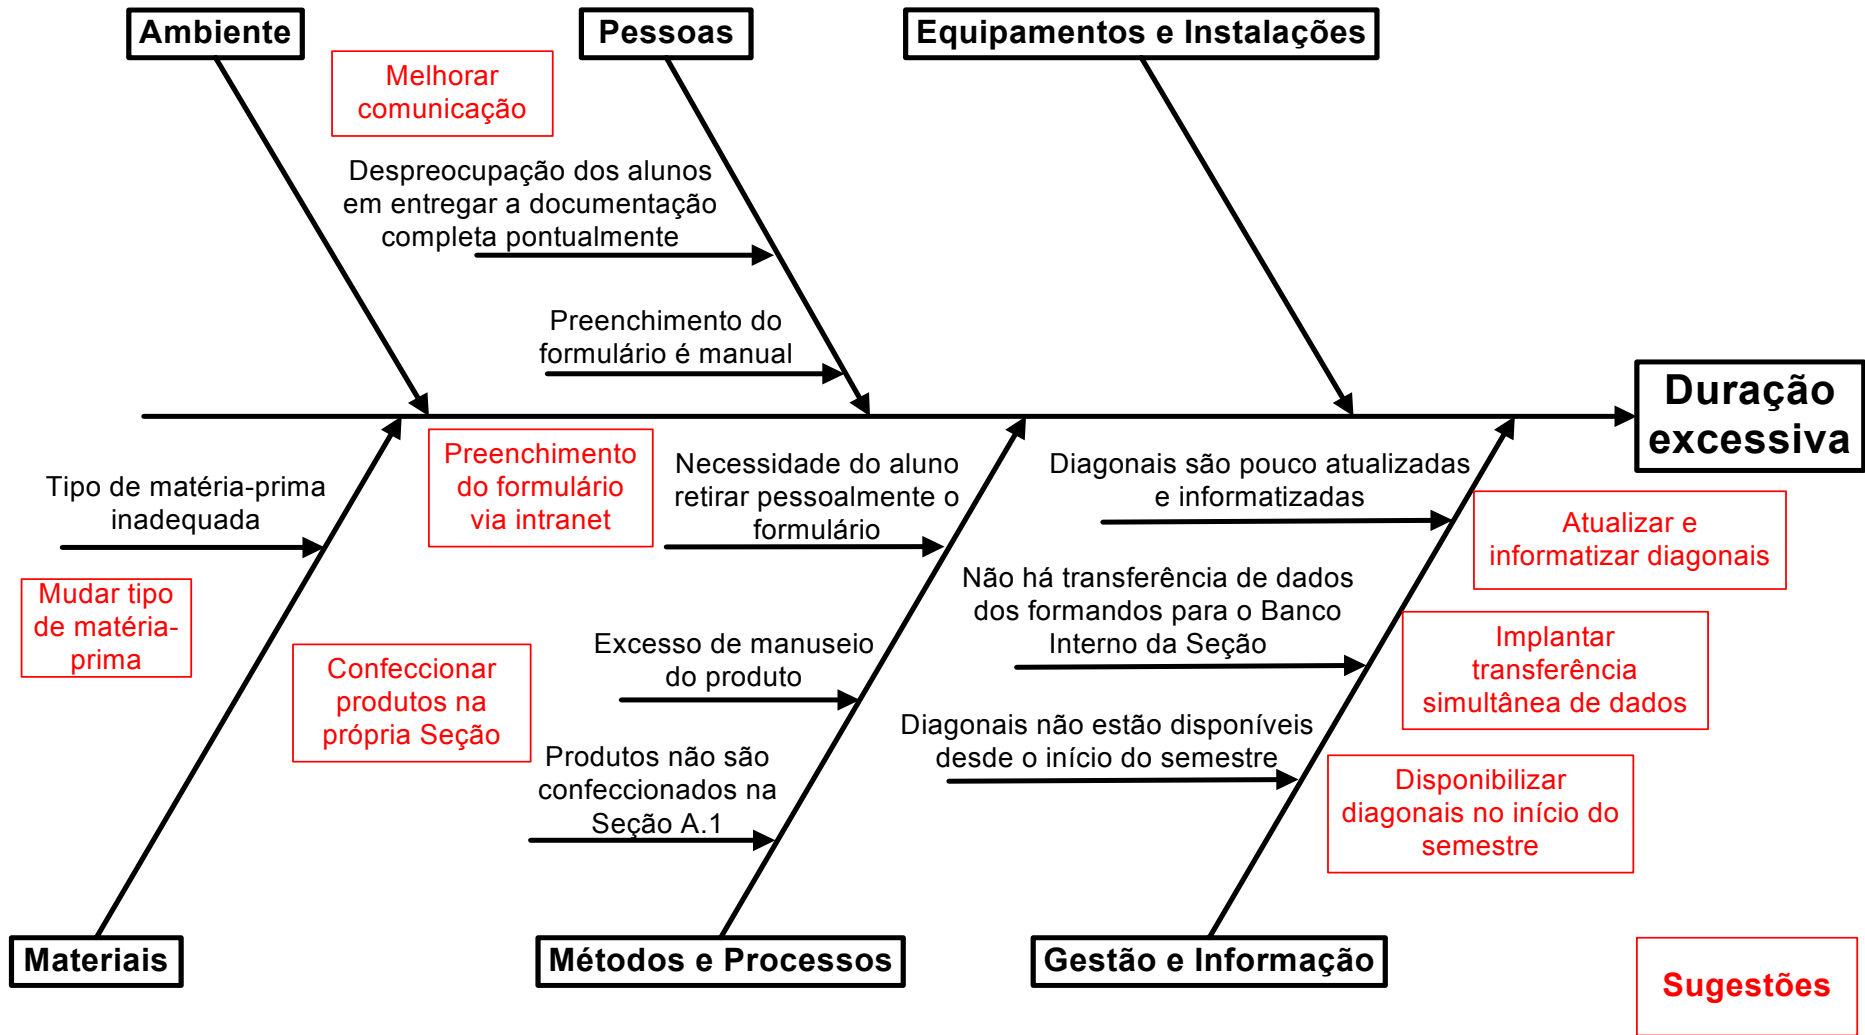 Ambiente
Pessoas
Equipamentos e Instalações
Melhorar
comunicação
Despreocupação dos alunos
em entregar a documentação
completa pontualmente
Preenchimento do
formulário é manual
Duração
excessiva
Tipo de matéria-prima
inadequada
Mudar tipo
de matéria-
prima
Preenchimento
do formulário
via intranet
Confeccionar
produtos na
própria Seção
Necessidade do aluno
retirar pessoalmente o
formulário
Excesso de manuseio
do produto
Produtos não são
confeccionados na
Seção A.1
Diagonais são pouco atualizadas
e informatizadas
Não há transferência de dados
dos formandos para o Banco
Interno da Seção
Diagonais não estão disponíveis
desde o início do semestre
Atualizar e
informatizar diagonais
Implantar
transferência
simultânea de dados
Disponibilizar
diagonais no início do
semestre
Materiais
Métodos e Processos
Gestão e Informação
Sugestões